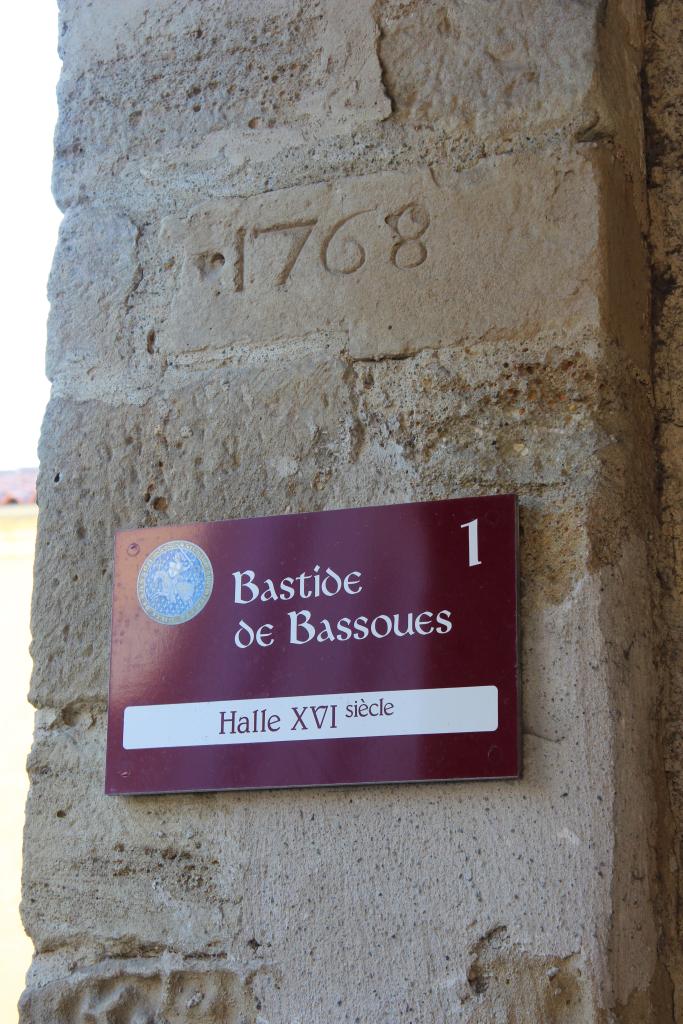 1768
1
Bastide
de Bassoues
Halle XVI siècle